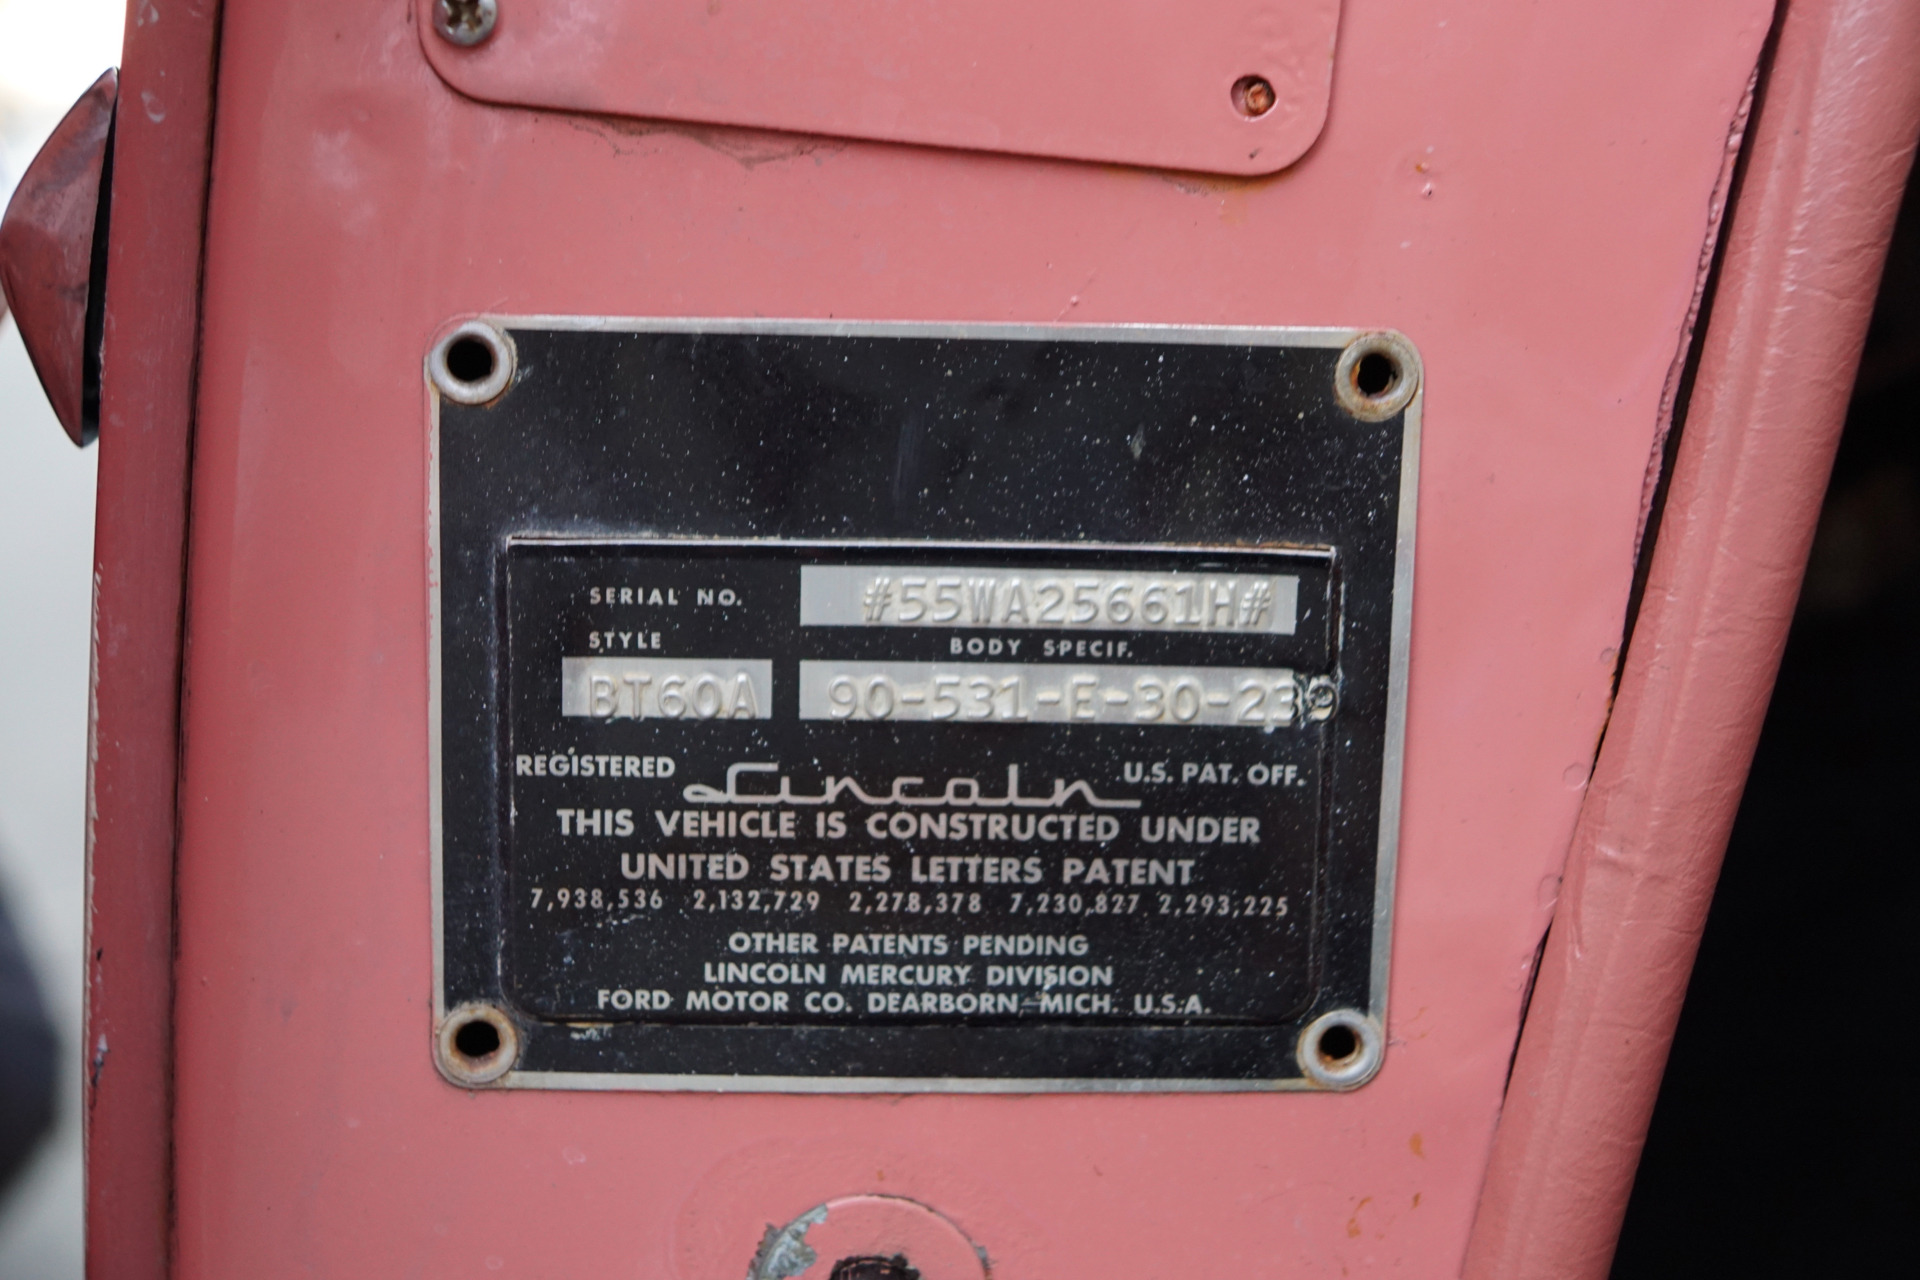 SERIAL NO. #55WA25661H#
STYLE BODY SPECIF.
BT60A 90-531-E-30-23
REGISTERED Lincoln U.S. PAT. OFF.
THIS VEHICLE IS CONSTRUCTED UNDER
UNITED STATES LETTERS PATENT
7,938,536 2,132,729 2,278,378 7,230,827 2,293,225
OTHER PATENTS PENDING
LINCOLN MERCURY DIVISION
FORD MOTOR CO. DEARBORN, MICH. U.S.A.